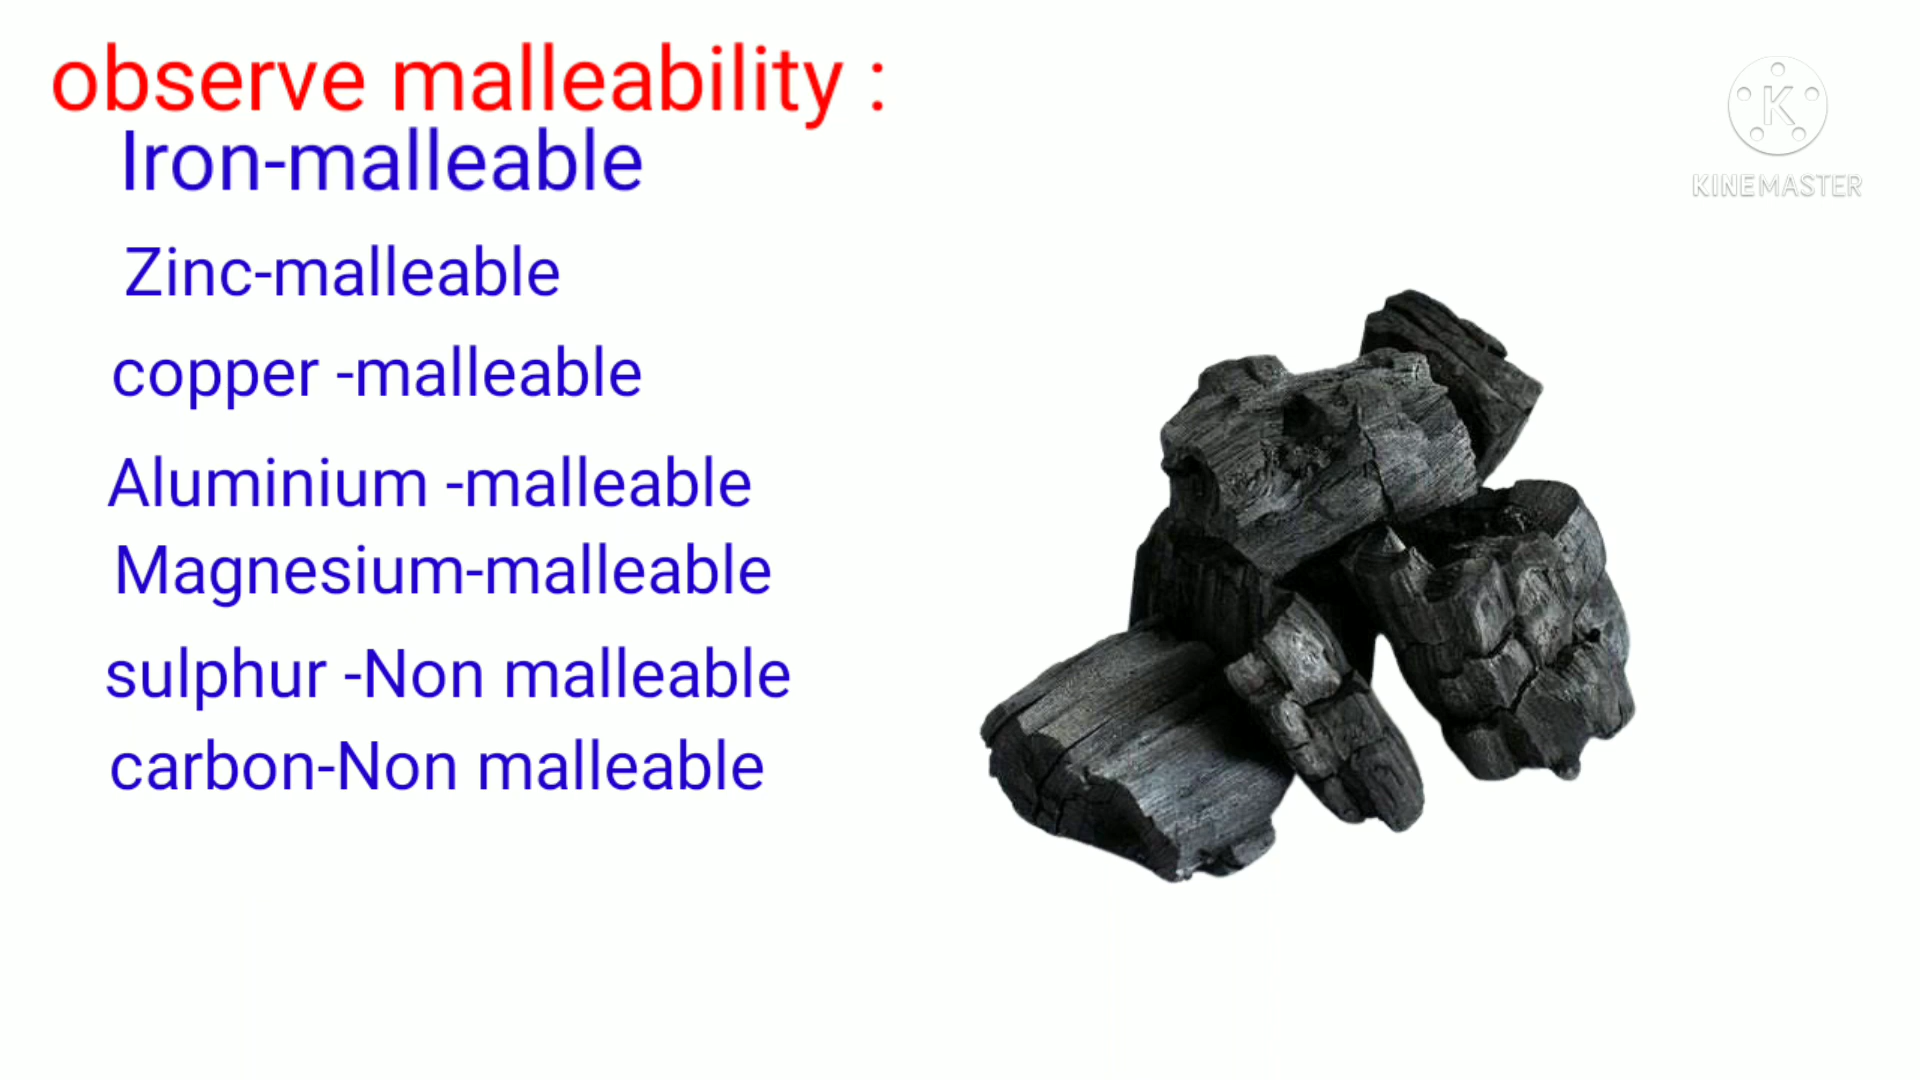 observe malleability :
Iron-malleable
Zinc-malleable
copper -malleable
Aluminium -malleable
Magnesium-malleable
sulphur -Non malleable
carbon-Non malleable
K
KINEMASTER